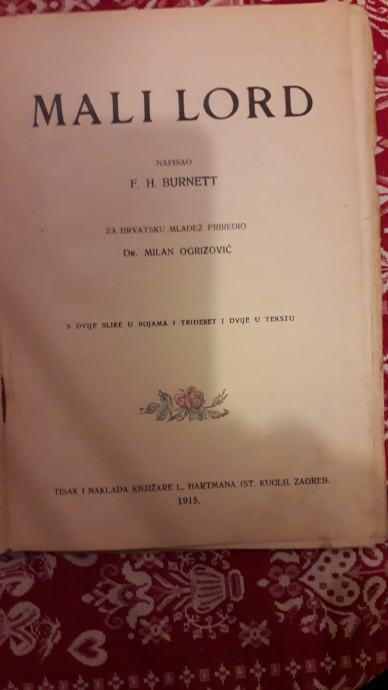 MALI LORD
NAPISAO
F. H. BURNETT
ZA HRVATSKU MLADEŽ PRIREDIO
DR. MILAN OGRIZOVIĆ
S DVIJE SLIKE U BOJAMA I TRIDESET I DVIJE U TEKSTU
TISAK I NAKLADA KNJIŽARE L. HARTMANA (ST. KUGLI), ZAGREB.
1915.